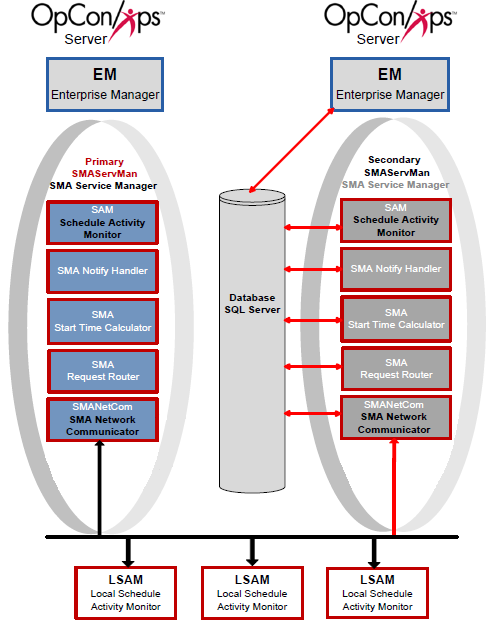 OpCon/xps™
Server
EM
Enterprise Manager
Primary
SMAServMan
SMA Service Manager
SAM
Schedule Activity
Monitor
SMA Notify Handler
SMA
Start Time Calculator
SMA
Request Router
SMANetCom
SMA Network
Communicator
Database
SQL Server
OpCon/xps™
Server
EM
Enterprise Manager
Secondary
SMAServMan
SMA Service Manager
SAM
Schedule Activity
Monitor
SMA Notify Handler
SMA
Start Time Calculator
SMA
Request Router
SMANetCom
SMA Network
Communicator
LSAM
Local Schedule
Activity Monitor
LSAM
Local Schedule
Activity Monitor
LSAM
Local Schedule
Activity Monitor